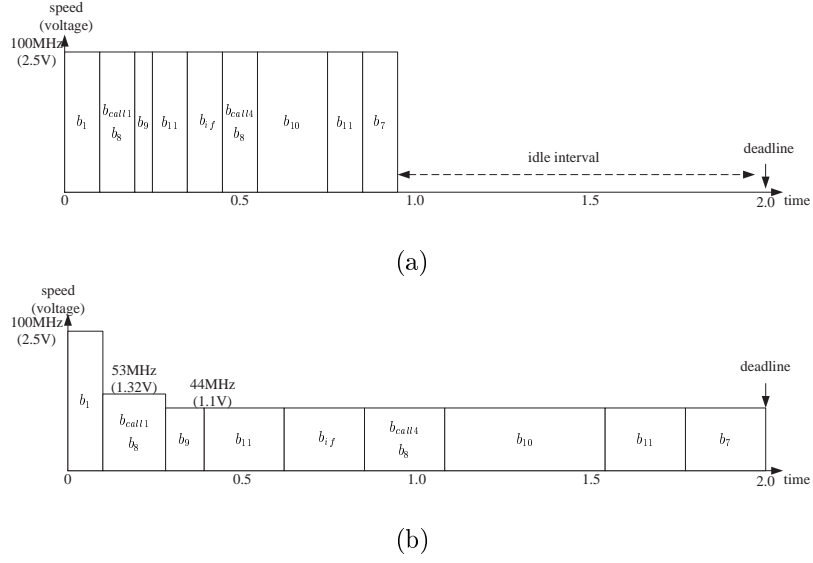 speed
(voltage)
100MHz
(2.5V)
b1
bcall1
b8
b9
b11
bif
bcall4
b8
b10
b11
b7
idle interval
deadline
0
0.5
1.0
1.5
2.0
time
(a)
speed
(voltage)
100MHz
(2.5V)
53MHz
(1.32V)
44MHz
(1.1V)
deadline
b1
bcall1
b8
b9
b11
bif
bcall4
b8
b10
b11
b7
0
0.5
1.0
1.5
2.0
time
(b)